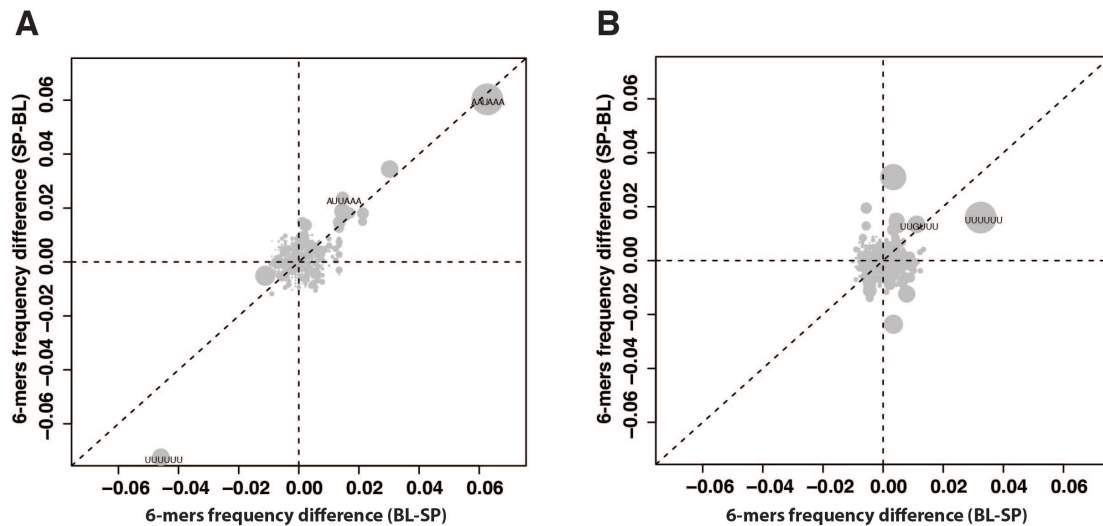 A
B
6-mers frequency difference (SP-BL)
0.06
0.04
0.02
0.00
−0.02
−0.04
−0.06
AAUAAA
AUUAAA
UUUUUU
−0.06 −0.04 −0.02 0.00 0.02 0.04 0.06
6-mers frequency difference (BL-SP)
6-mers frequency difference (SP-BL)
0.06
0.04
0.02
0.00
−0.02
−0.04
−0.06
UUGUUU
UUUUUU
−0.06 −0.04 −0.02 0.00 0.02 0.04 0.06
6-mers frequency difference (BL-SP)